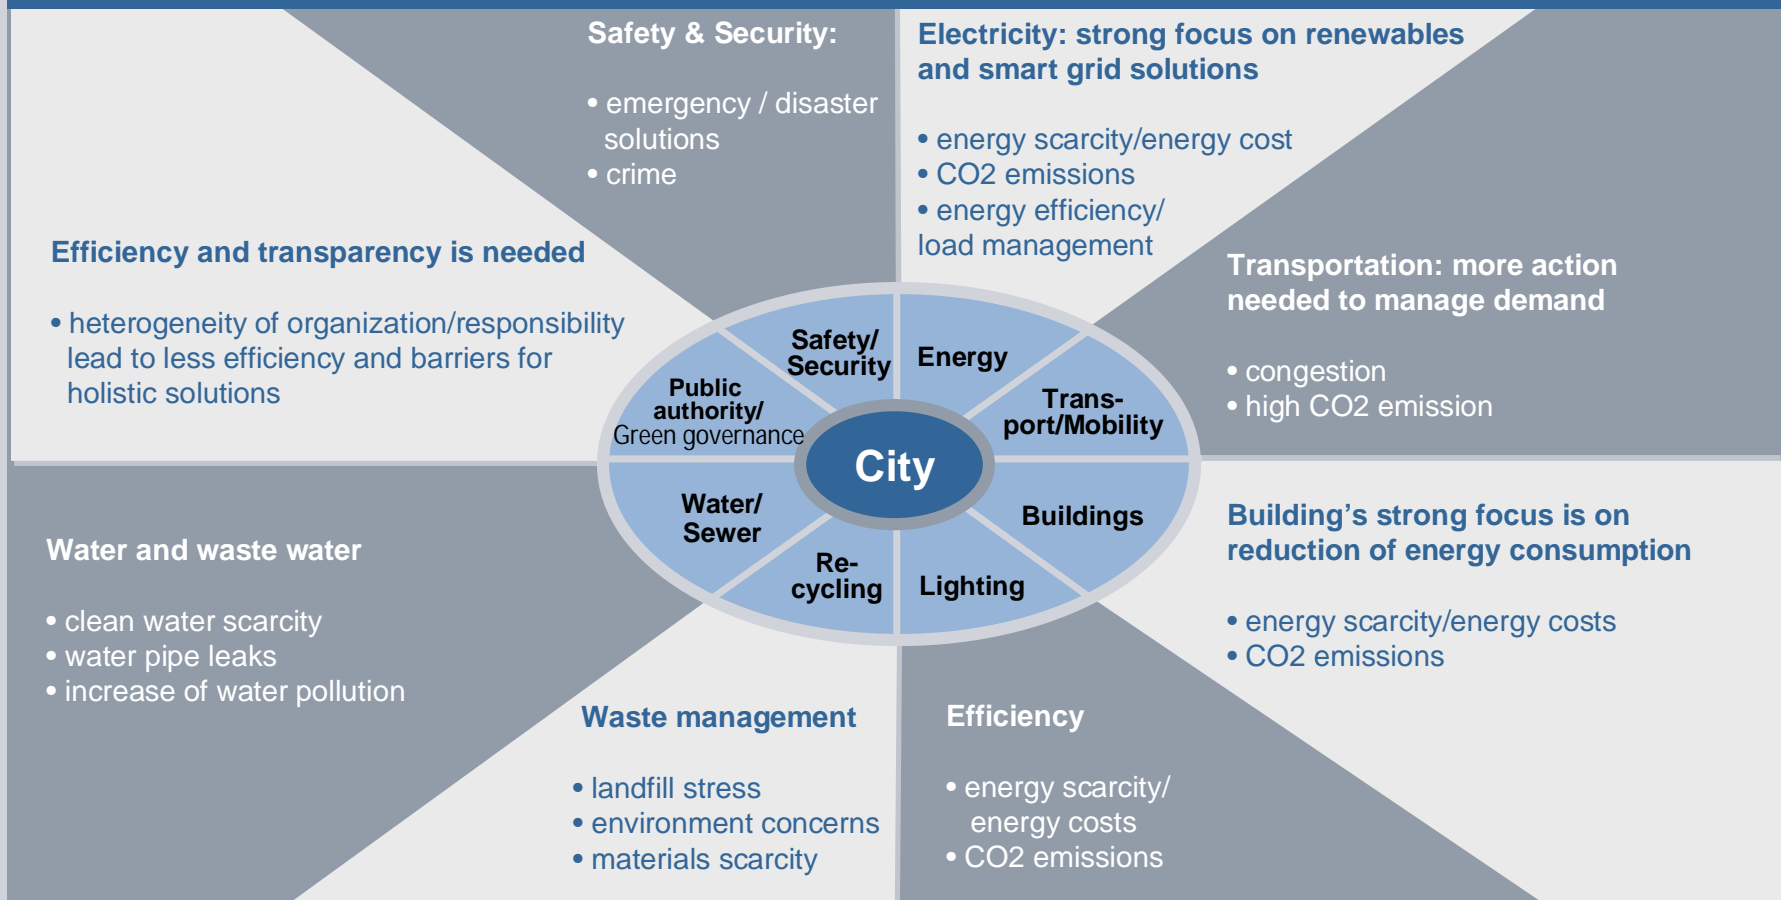 Safety & Security:
• emergency / disaster
solutions
• crime
Electricity: strong focus on renewables
and smart grid solutions
• energy scarcity/energy cost
• CO2 emissions
• energy efficiency/
load management
Efficiency and transparency is needed
• heterogeneity of organization/responsibility
lead to less efficiency and barriers for
holistic solutions
Transportation: more action
needed to manage demand
• congestion
• high CO2 emission
Safety/
Security
Energy
Public
authority/
Green governance
Trans-
port/Mobility
City
Water/
Sewer
Buildings
Re-
cycling
Lighting
Water and waste water
• clean water scarcity
• water pipe leaks
• increase of water pollution
Building’s strong focus is on
reduction of energy consumption
• energy scarcity/energy costs
• CO2 emissions
Waste management
• landfill stress
• environment concerns
• materials scarcity
Efficiency
• energy scarcity/
energy costs
• CO2 emissions